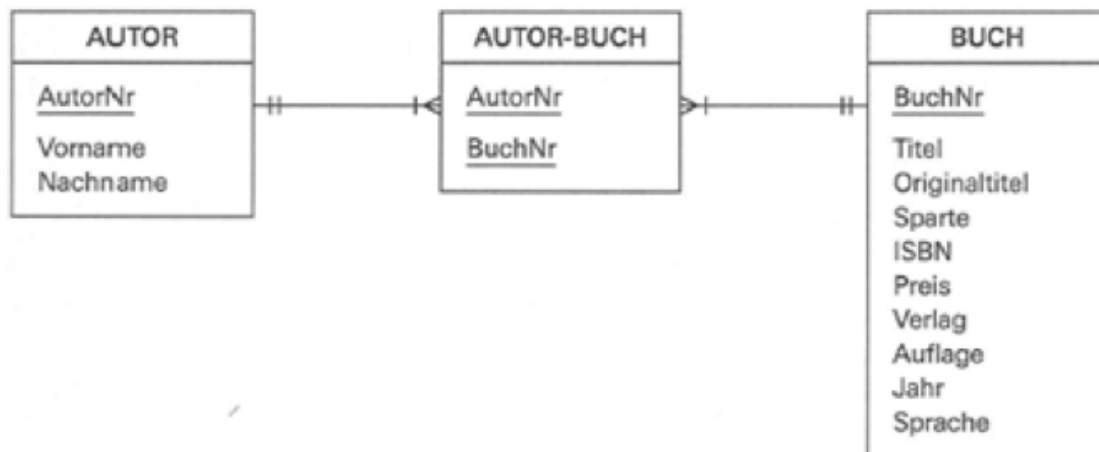 AUTOR
AutorNr
Vorname
Nachname
AUTOR-BUCH
AutorNr
BuchNr
BUCH
BuchNr
Titel
Originaltitel
Sparte
ISBN
Preis
Verlag
Auflage
Jahr
Sprache